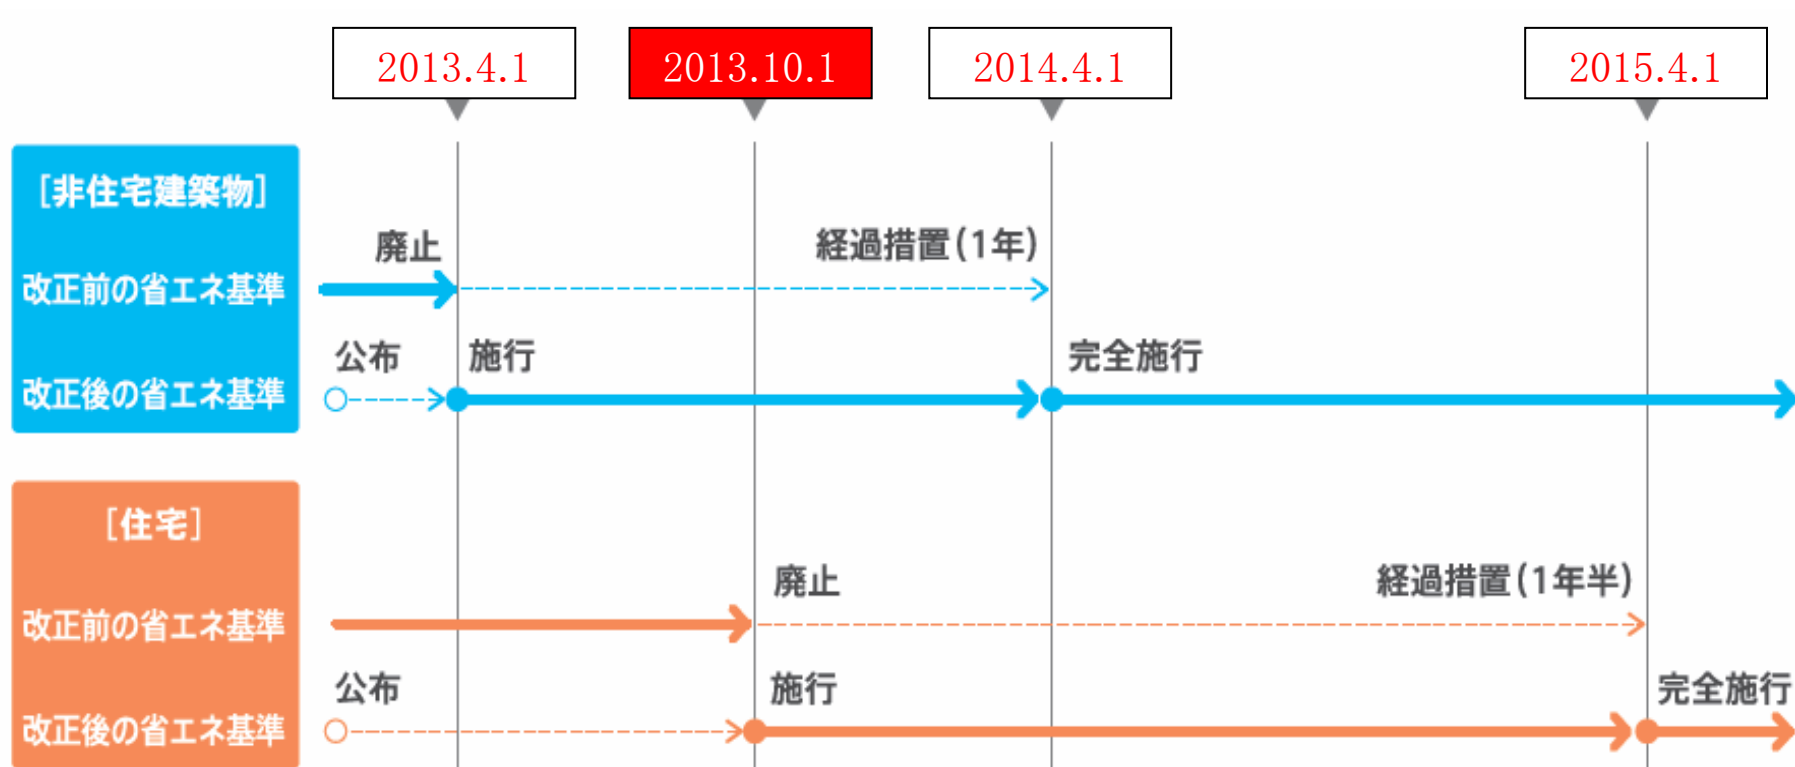 2013.4.1
2013.10.1
2014.4.1
2015.4.1
[非住宅建築物]
廃止
経過措置(1年)
改正前の省エネ基準
公布
施行
完全施行
改正後の省エネ基準
[住宅]
廃止
経過措置(1年半)
改正前の省エネ基準
公布
施行
完全施行
改正後の省エネ基準